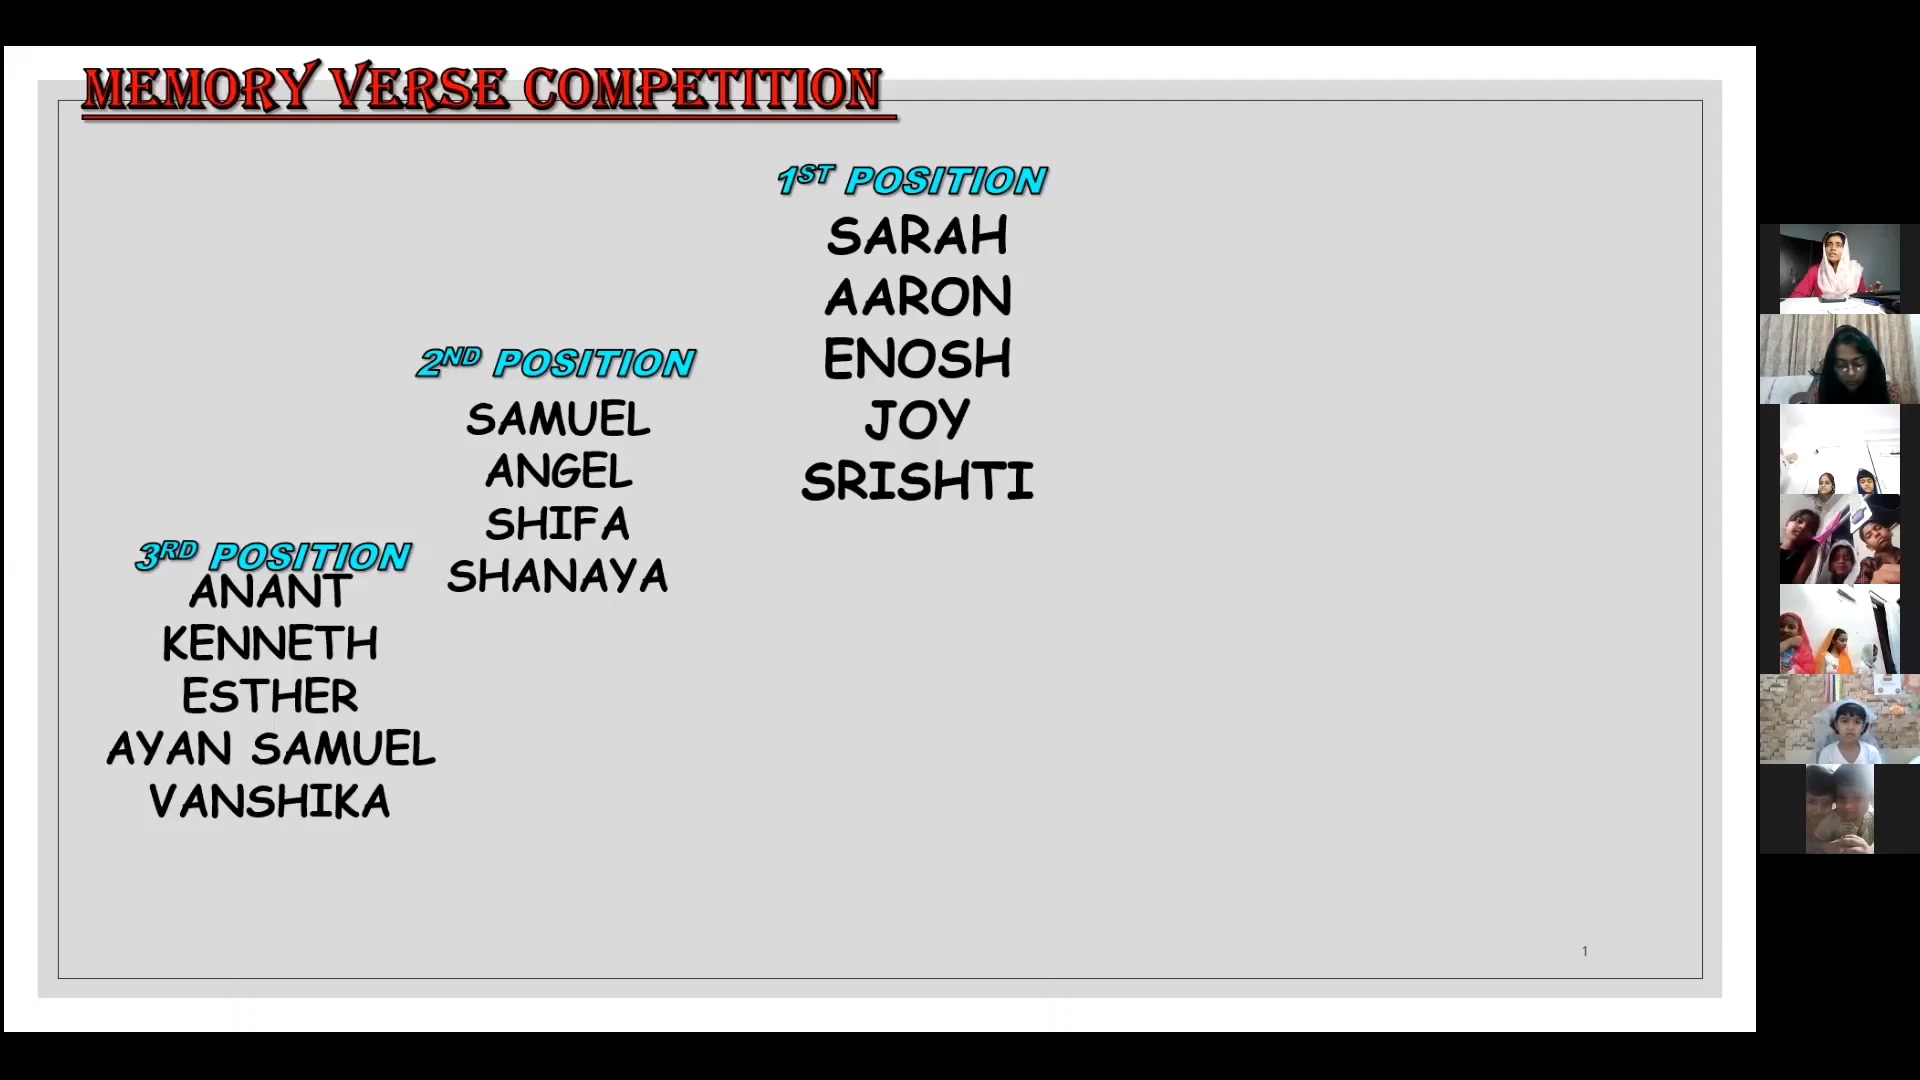 MEMORY VERSE COMPETITION
1ST POSITION
SARAH
AARON
ENOSH
JOY
SRISHTI
2ND POSITION
SAMUEL
ANGEL
SHIFA
SHANAYA
3RD POSITION
ANANT
KENNETH
ESTHER
AYAN SAMUEL
VANSHIKA
1